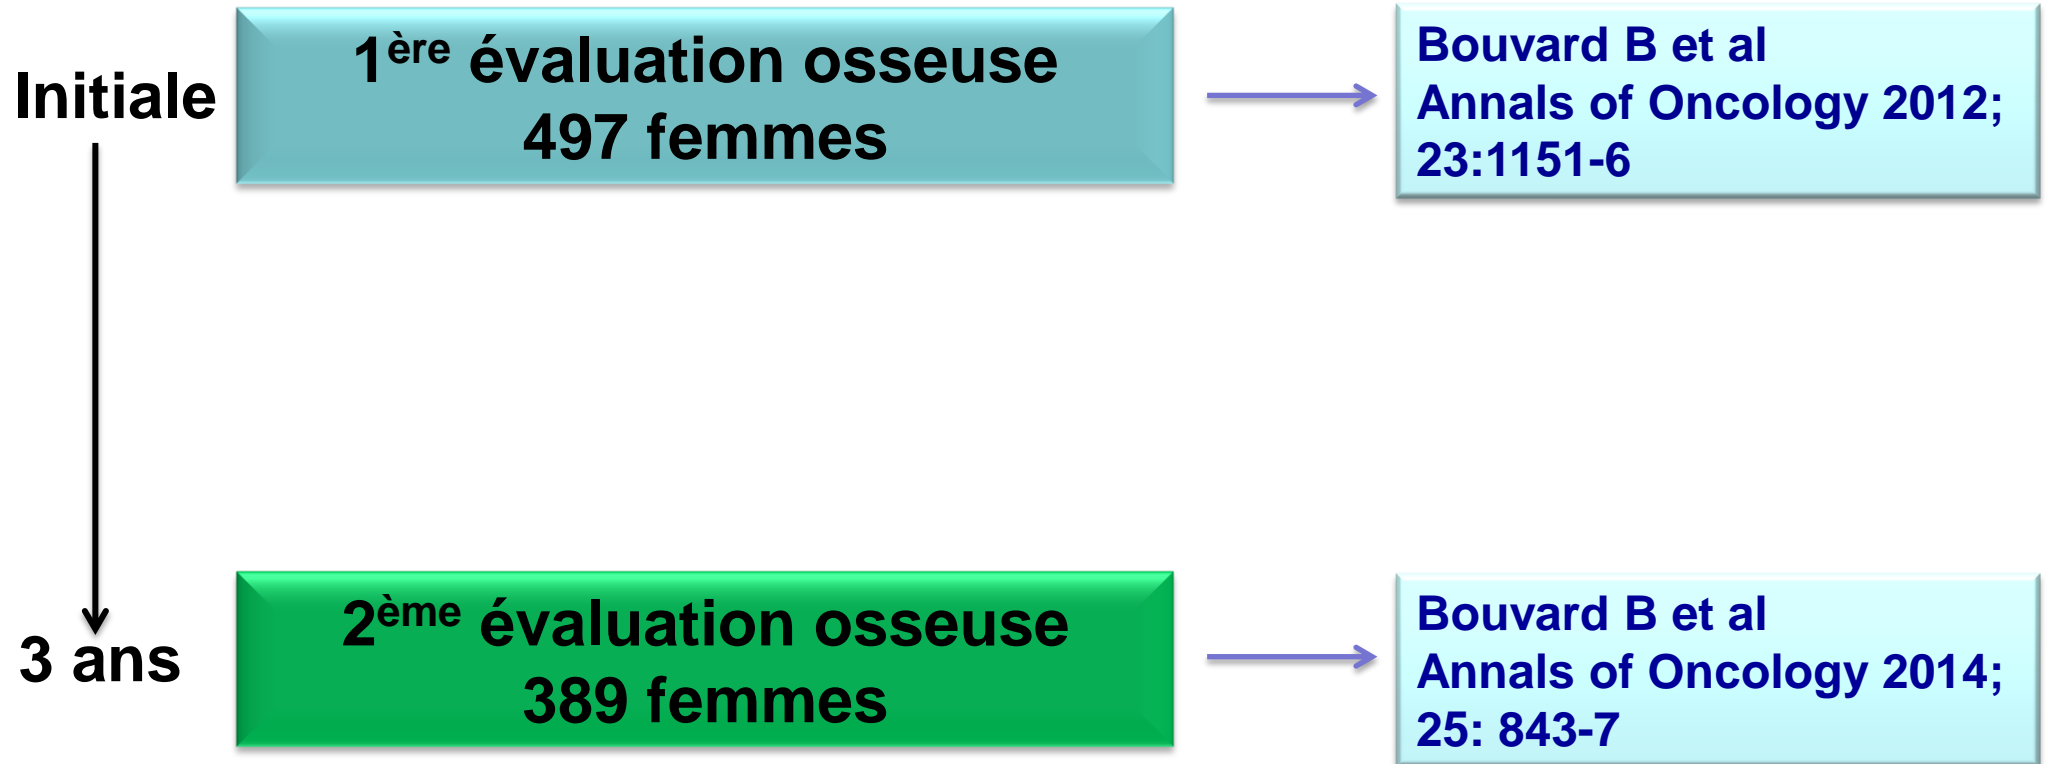 Initiale
1ère évaluation osseuse
497 femmes
Bouvard B et al
Annals of Oncology 2012;
23:1151-6
3 ans
2ème évaluation osseuse
389 femmes
Bouvard B et al
Annals of Oncology 2014;
25: 843-7